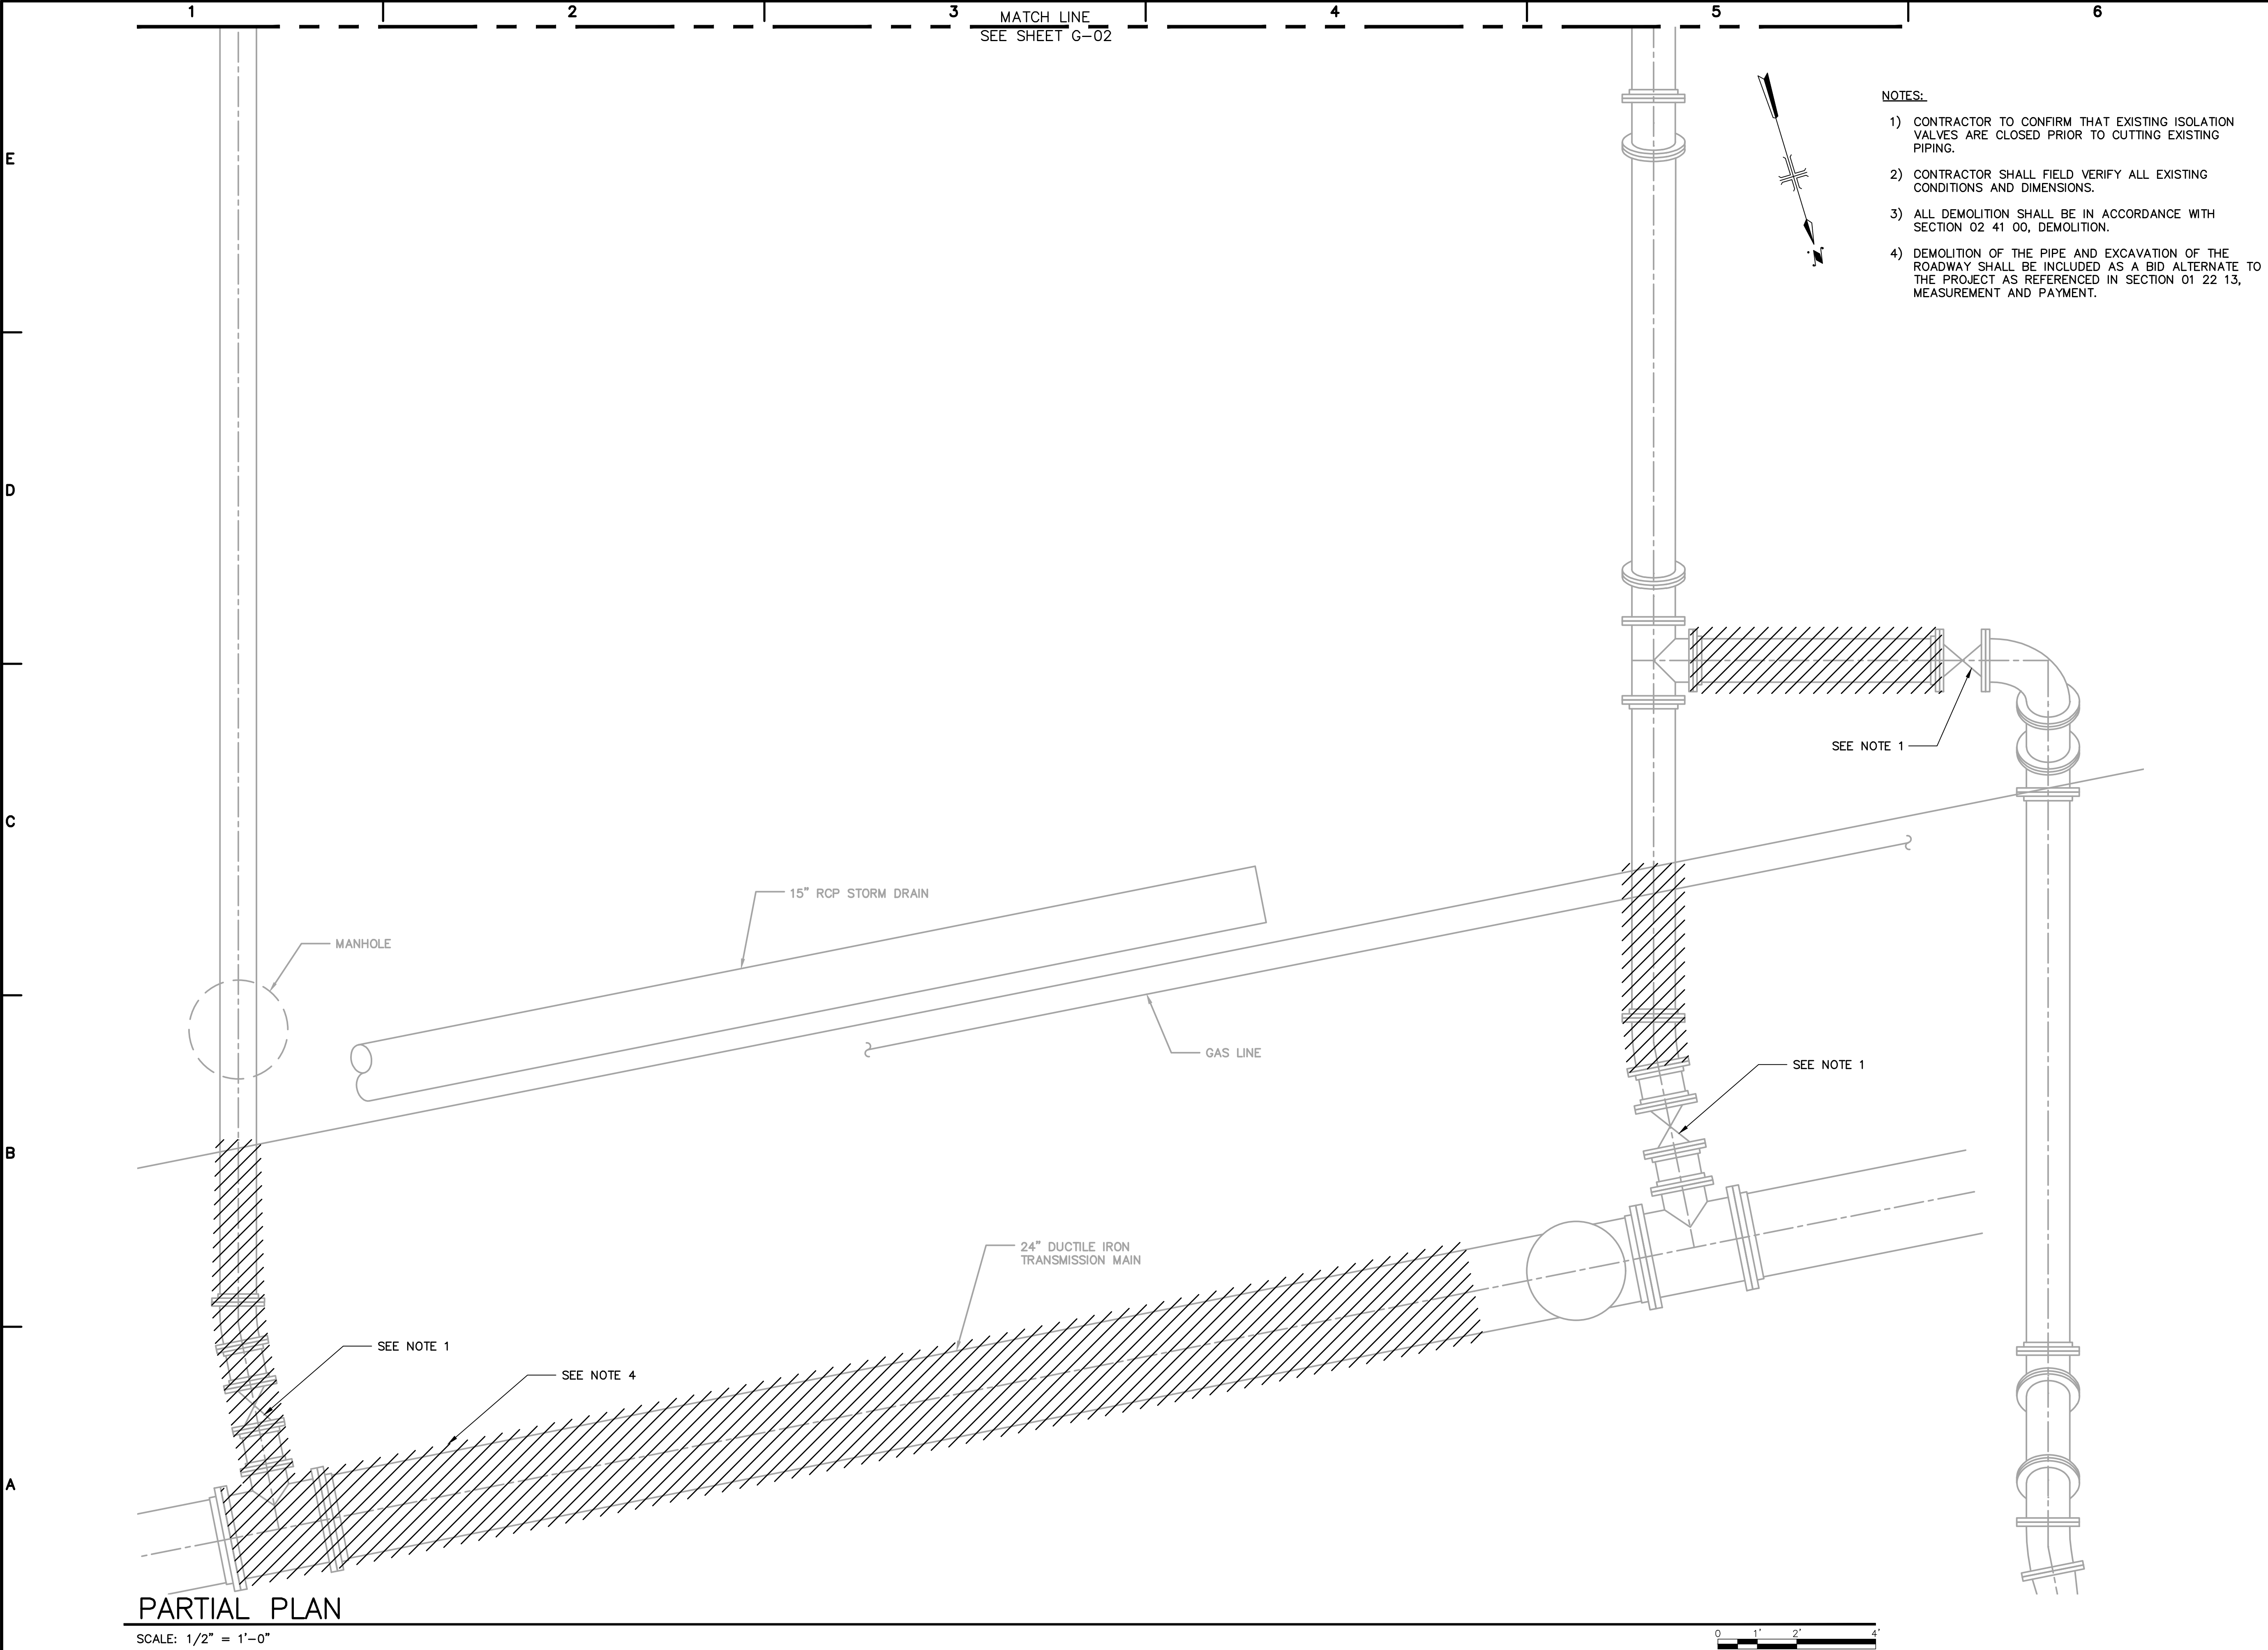 1 2 3 4 5 6
MATCH LINE
SEE SHEET G-02
E
D
C
B
A
N
NOTES:
1) CONTRACTOR TO CONFIRM THAT EXISTING ISOLATION
VALVES ARE CLOSED PRIOR TO CUTTING EXISTING
PIPING.
2) CONTRACTOR SHALL FIELD VERIFY ALL EXISTING
CONDITIONS AND DIMENSIONS.
3) ALL DEMOLITION SHALL BE IN ACCORDANCE WITH
SECTION 02 41 00, DEMOLITION.
4) DEMOLITION OF THE PIPE AND EXCAVATION OF THE
ROADWAY SHALL BE INCLUDED AS A BID ALTERNATE TO
THE PROJECT AS REFERENCED IN SECTION 01 22 13,
MEASUREMENT AND PAYMENT.
SEE NOTE 1
15" RCP STORM DRAIN
MANHOLE
GAS LINE
SEE NOTE 1
24" DUCTILE IRON
TRANSMISSION MAIN
SEE NOTE 1
SEE NOTE 4
PARTIAL PLAN
SCALE: 1/2" = 1'-0"
0 1' 2' 4'